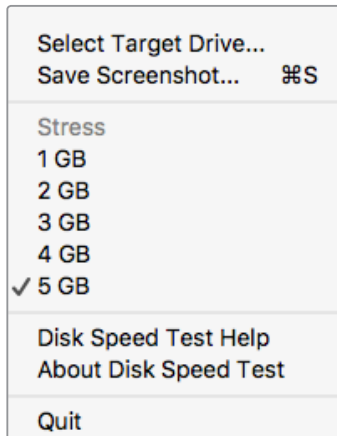 Select Target Drive...
Save Screenshot... ⌘S
Stress
1 GB
2 GB
3 GB
4 GB
✓ 5 GB
Disk Speed Test Help
About Disk Speed Test
Quit